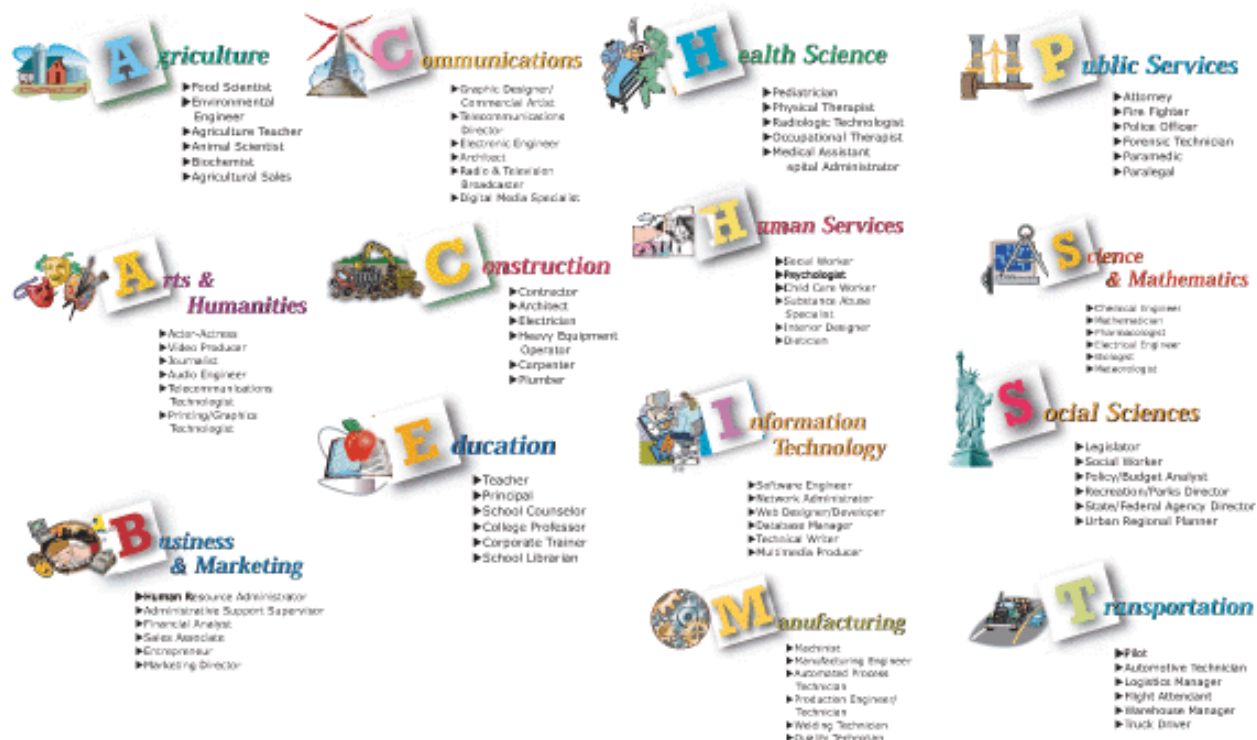 Agriculture
▶Food Scientist
▶Environmental
Engineer
▶Agriculture Teacher
▶Animal Scientist
▶Biochemist
▶Agricultural Sales
Arts &
Humanities
▶Actor-Actress
▶Video Producer
▶Journalist
▶Audio Engineer
▶Telecommunications
Technologist
▶Printing/Graphics
Technologist
Business
& Marketing
▶Human Resource Administrator
▶Administrative Support Supervisor
▶Financial Analyst
▶Sales Associate
▶Entrepreneur
▶Marketing Director
Communications
▶Graphic Designer/
Commercial Artist
▶Telecommunications
Director
▶Electronic Engineer
▶Architect
▶Radio & Television
Broadcaster
▶Digital Media Specialist
Construction
▶Contractor
▶Architect
▶Electrician
▶Heavy Equipment
Operator
▶Carpenter
▶Plumber
Education
▶Teacher
▶Principal
▶School Counselor
▶College Professor
▶Corporate Trainer
▶School Librarian
Health Science
▶Pediatrician
▶Physical Therapist
▶Radiologic Technologist
▶Occupational Therapist
▶Medical Assistant
epital Administrator
Human Services
▶Social Worker
▶Psychologist
▶Child Care Worker
▶Substance Abuse
Specialist
▶Interior Designer
▶Dietician
Information
Technology
▶Software Engineer
▶Network Administrator
▶Web Designer/Developer
▶Database Manager
▶Technical Writer
▶Multimedia Producer
Manufacturing
▶Machinist
▶Manufacturing Engineer
▶Automated Process
Technician
▶Production Engineer/
Technician
▶Welding Technician
▶Quality Technician
Public Services
▶Attorney
▶Fire Fighter
▶Police Officer
▶Forensic Technician
▶Paramedic
▶Paralegal
Science
& Mathematics
▶Chemical Engineer
▶Mathematician
▶Pharmacologist
▶Electrical Engineer
▶Biologist
▶Meteorologist
Social Sciences
▶Legislator
▶Social Worker
▶Policy/Budget Analyst
▶Recreation/Parks Director
▶State/Federal Agency Director
▶Urban Regional Planner
Transportation
▶Pilot
▶Automotive Technician
▶Logistics Manager
▶Flight Attendant
▶Warehouse Manager
▶Truck Driver